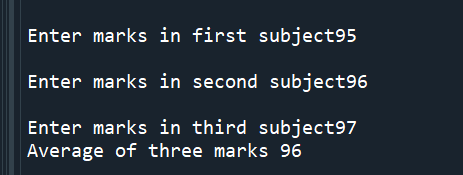 Enter marks in first subject95
Enter marks in second subject96
Enter marks in third subject97
Average of three marks 96